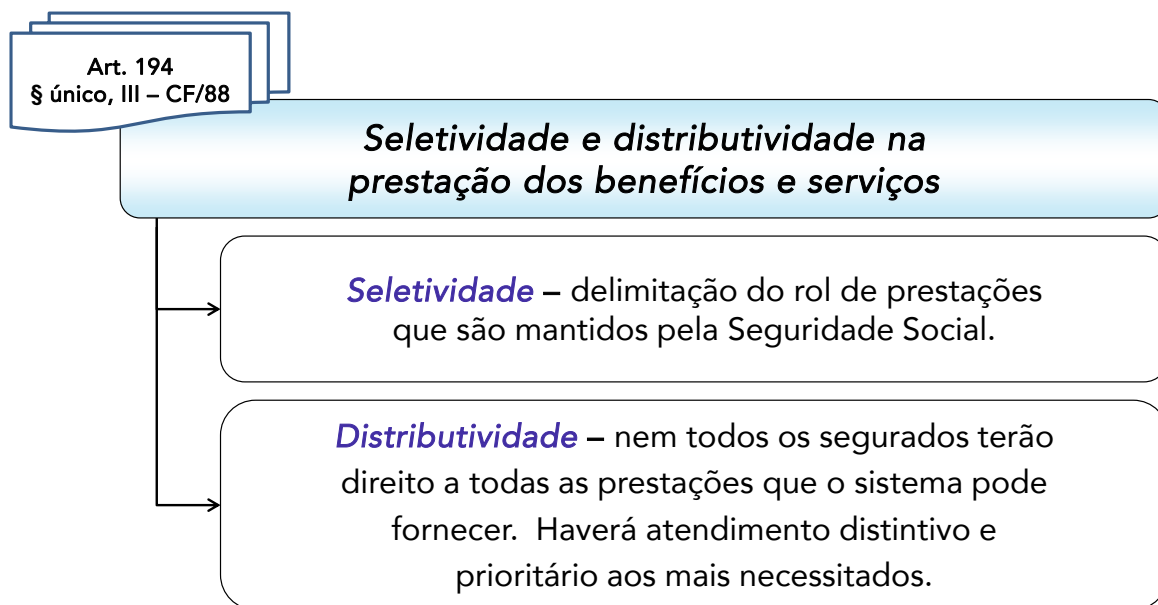 Art. 194
§ único, III – CF/88
Seletividade e distributividade na
prestação dos benefícios e serviços
Seletividade – delimitação do rol de prestações
que são mantidos pela Seguridade Social.
Distributividade – nem todos os segurados terão
direito a todas as prestações que o sistema pode
fornecer. Haverá atendimento distintivo e
prioritário aos mais necessitados.